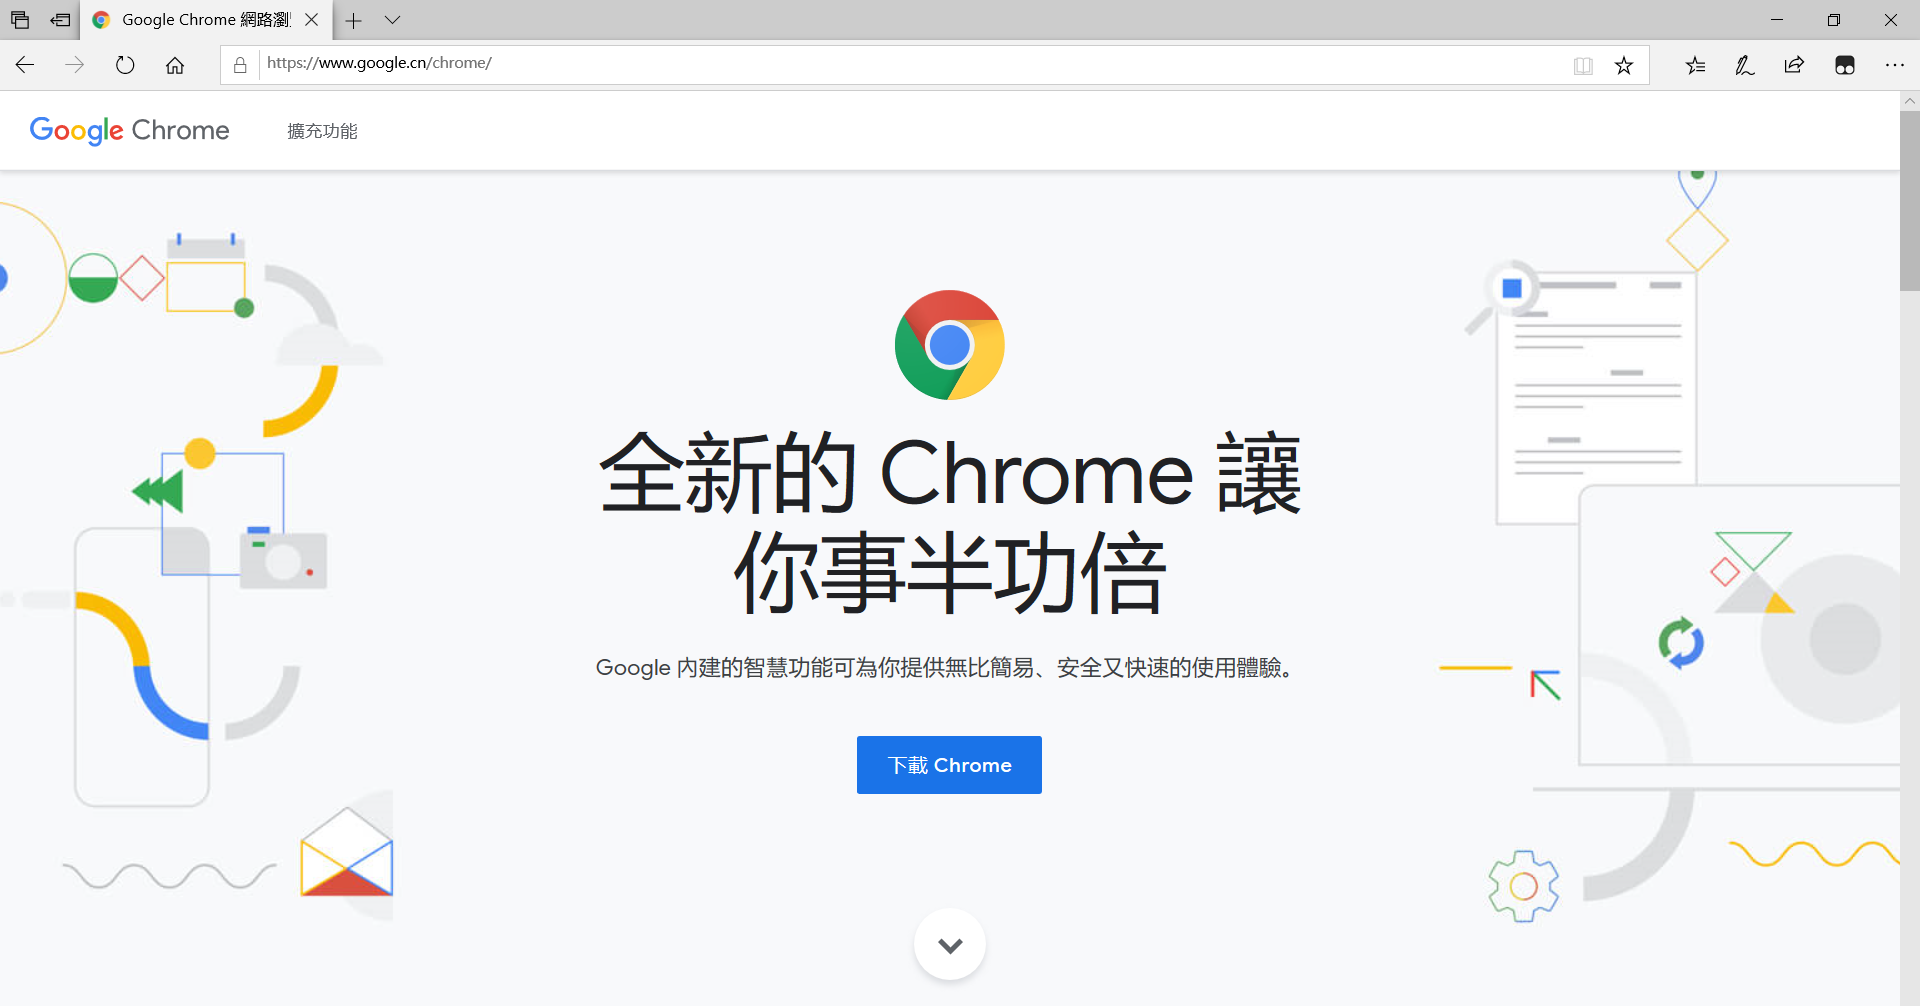 Google Chrome 網路瀏
https://www.google.cn/chrome/
Google Chrome
擴充功能
全新的 Chrome 讓
你事半功倍
Google 內建的智慧功能可為你提供無比簡易、安全又快速的使用體驗。
下載 Chrome